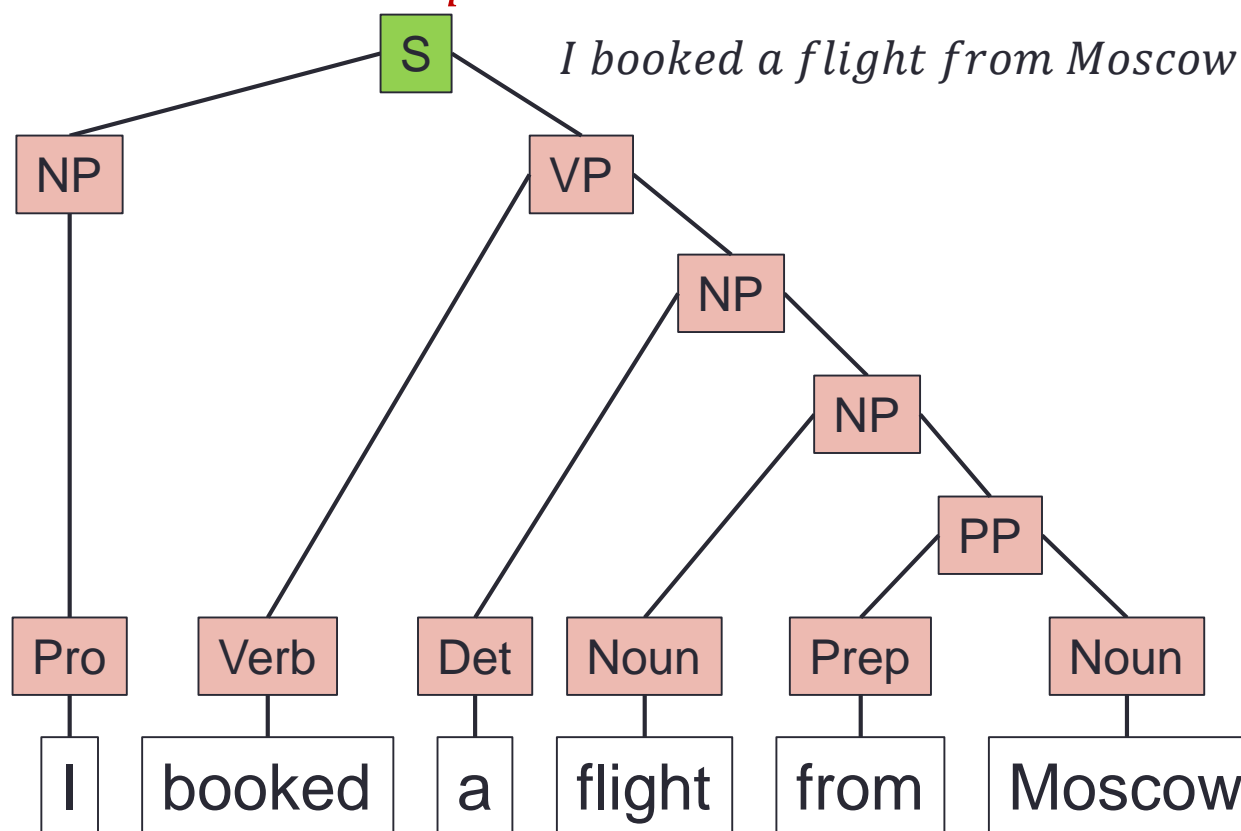 S
I booked a flight from Moscow
NP VP
NP
NP
PP
Pro Verb Det Noun Prep Noun
I booked a flight from Moscow